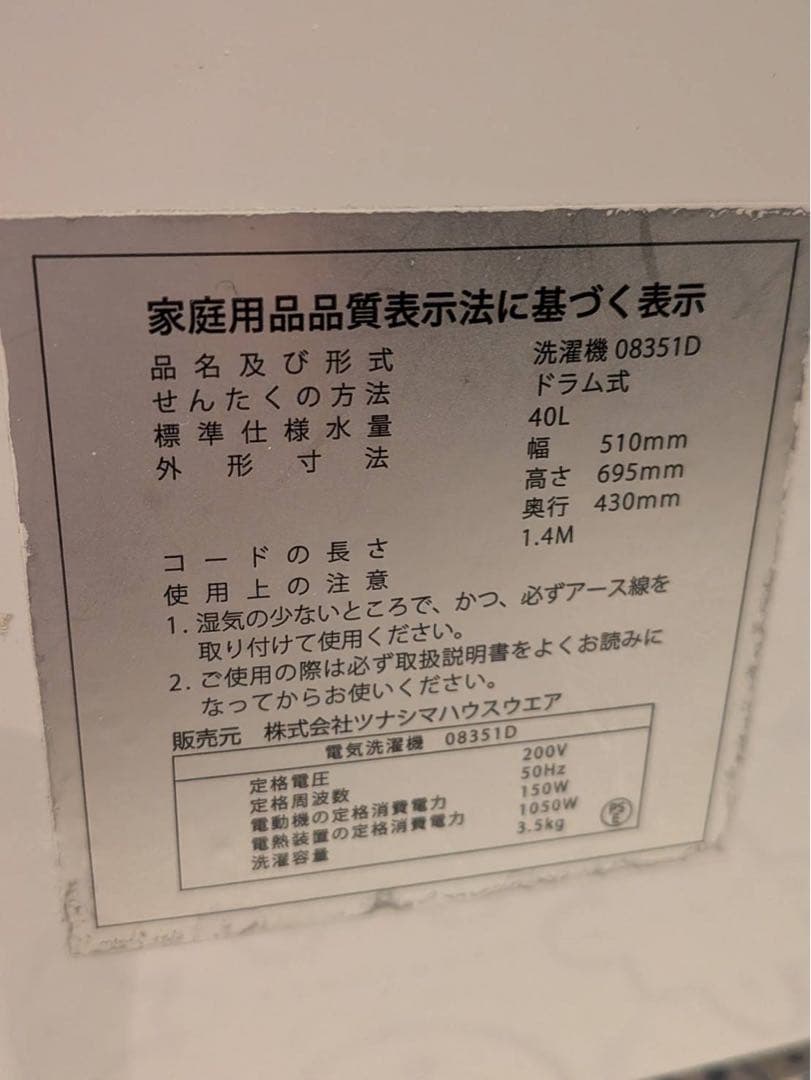 家庭用品品質表示法に基づく表示
品名及び形式 洗濯機 08351D
せんたくの方法 ドラム式
標準仕様水量 40L
外形寸法 幅 510mm
高さ 695mm
奥行 430mm
コードの長さ 1.4M
使用上の注意
1. 湿気の少ないところで、かつ、必ずアース線を
取り付けて使用ください。
2. ご使用の際は必ず取扱説明書をよくお読みに
なってからお使いください。
販売元 株式会社ツナシマハウスウエア
電気洗濯機 08351D
定格電圧 200V
定格周波数 50Hz
電動機の定格消費電力 150W
電熱装置の定格消費電力 1050W
洗濯容量 3.5kg
PS
E